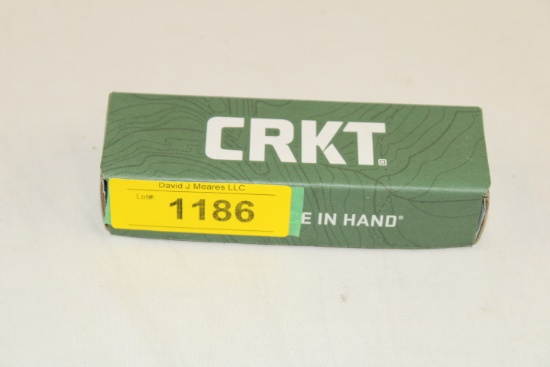 CRKT®
David J Meares LLC
Lot#:
1186
E IN HAND®